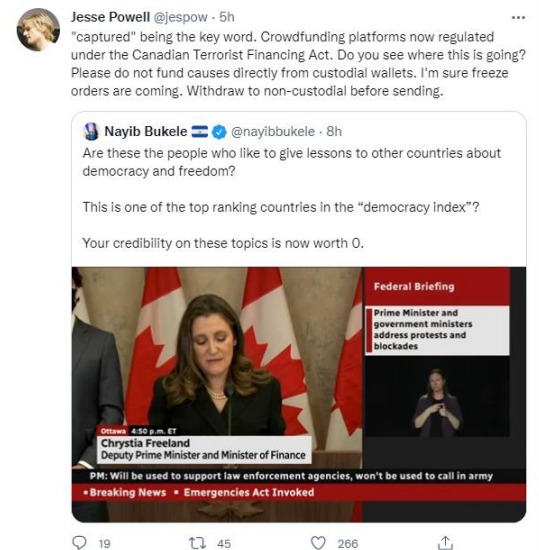 Jesse Powell @jespow · 5h
"captured" being the key word. Crowdfunding platforms now regulated
under the Canadian Terrorist Financing Act. Do you see where this is going?
Please do not fund causes directly from custodial wallets. I'm sure freeze
orders are coming. Withdraw to non-custodial before sending.
Nayib Bukele @nayibbukele · 8h
Are these the people who like to give lessons to other countries about
democracy and freedom?
This is one of the top ranking countries in the “democracy index”?
Your credibility on these topics is now worth 0.
Federal Briefing
Prime Minister and
government ministers
address protests and
blockades
Ottawa 4:50 p.m. ET
Chrystia Freeland
Deputy Prime Minister and Minister of Finance
PM: Will be used to support law enforcement agencies, won't be used to call in army
▪ Breaking News ▪ Emergencies Act Invoked
19 45 266